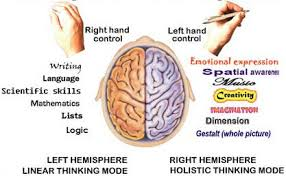 Right hand
control
Left hand
control
Writing
Language
Scientific skills
Mathematics
Lists
Logic
Emotional expression
Spatial awareness
Music
Creativity
IMAGINATION
Dimension
Gestalt (whole picture)
LEFT HEMISPHERE
LINEAR THINKING MODE
RIGHT HEMISPHERE
HOLISTIC THINKING MODE